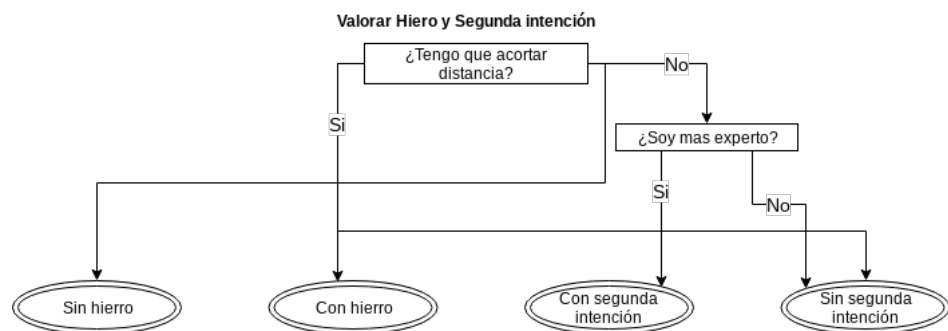 Valorar Hiero y Segunda intención
¿Tengo que acortar
distancia?
No
Si
¿Soy mas experto?
Si
No
Sin hierro
Con hierro
Con segunda
intención
Sin segunda
intención